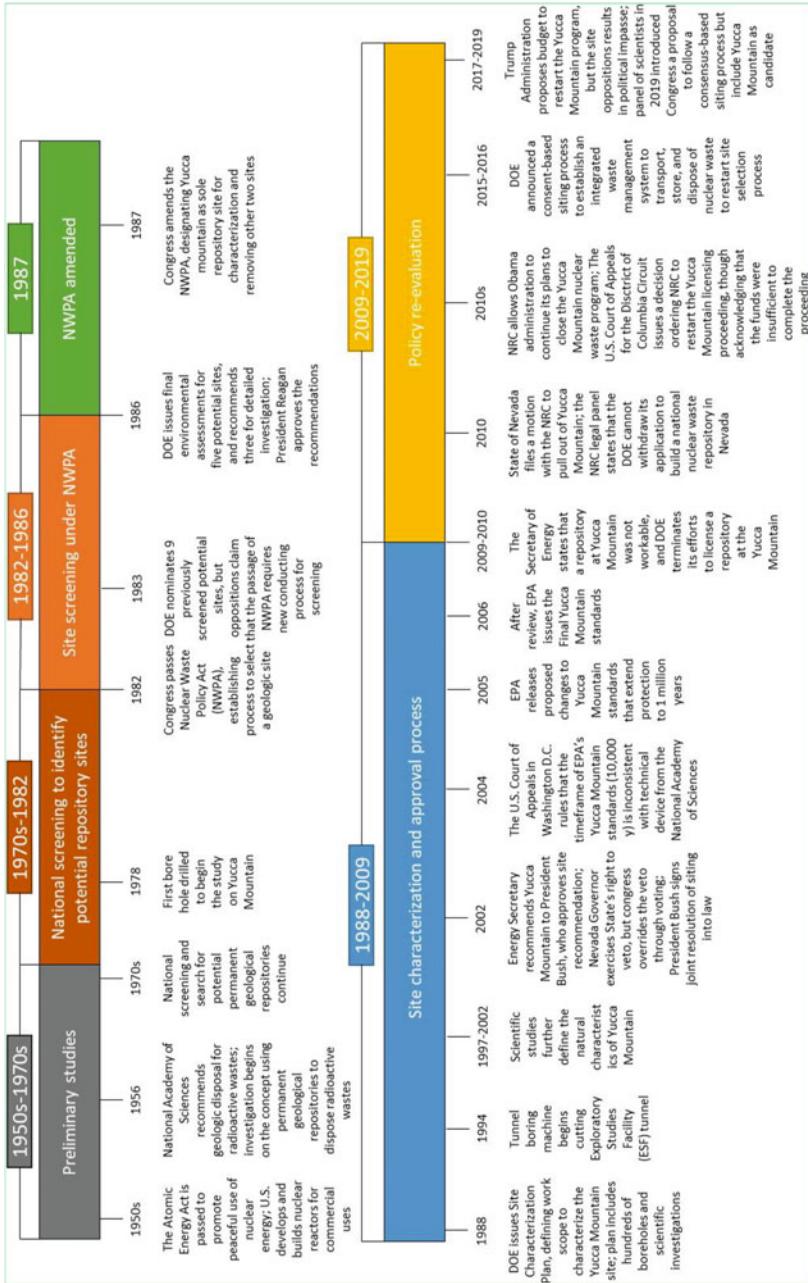 1950s-1970s
Preliminary studies
1970s-1982
National screening to identify
potential repository sites
1982-1986
Site screening under NWPA
1987
NWPA amended
1950s
The Atomic
Energy Act is
passed to
promote
peaceful use of
nuclear
energy; U.S.
develops and
builds nuclear
reactors for
commercial
uses
1956
National Academy of
Sciences
recommends
geologic disposal for
radioactive wastes;
investigation begins
on the concept using
permanent
geological
repositories to
dispose radioactive
wastes
1970s
National
screening and
search for
potential
permanent
geological
repositories
continue
1978
First bore
hole drilled
to begin
the study
on Yucca
Mountain
1982
Congress passes
Nuclear Waste
Policy Act
(NWPA),
establishing
process to select
a geologic site
1983
DOE nominates 9
previously
screened potential
sites, but
oppositions claim
that the passage of
NWPA requires
new conducting
process for
screening
1986
DOE issues final
environmental
assessments for
five potential sites,
and recommends
three for detailed
investigation;
President Reagan
approves the
recommendations
1987
Congress amends the
NWPA, designating Yucca
mountain as sole
repository site for
characterization and
removing other two sites
1988-2009
Site characterization and approval process
2009-2019
Policy re-evaluation
1988
DOE issues Site
Characterization
Plan, defining work
scope to
characterize the
Yucca Mountain
site; plan includes
hundreds of
boreholes and
scientific
investigations
1994
Tunnel
boring
machine
begins
cutting
Exploratory
Studies
Facility
(ESF) tunnel
1997-2002
Scientific
studies
further
define the
natural
characterist
ics of Yucca
Mountain
2002
Energy Secretary
recommends Yucca
Mountain to President
Bush, who approves site
recommendation;
Nevada Governor
exercises State's right to
veto, but congress
overrides the veto
through voting;
President Bush signs
joint resolution of siting
into law
2004
The U.S. Court of
Appeals in
Washington D.C.
rules that the
timeframe of EPA's
Yucca Mountain
standards (10,000
y) is inconsistent
with technical
device from the
National Academy
of Sciences
2005
EPA
releases
proposed
changes to
Yucca
Mountain
standards
that extend
protection
to 1 million
years
2006
After
review, EPA
issues the
Final Yucca
Mountain
standards
2009-2010
The
Secretary of
Energy
states that
a repository
at Yucca
Mountain
was not
workable,
and DOE
terminates
its efforts
to license a
repository
at the
Yucca
Mountain
2010
State of Nevada
files a motion
with the NRC to
pull out of Yucca
Mountain; the
NRC legal panel
states that the
DOE cannot
withdraw its
application to
build a national
nuclear waste
repository in
Nevada
2010s
NRC allows Obama
administration to
continue its plans to
close the Yucca
Mountain nuclear
waste program; The
U.S. Court of Appeals
for the Disctrict of
Columbia Circuit
issues a decision
ordering NRC to
restart the Yucca
Mountain licensing
proceeding, though
acknowledging that
the funds were
insufficient to
complete the
proceeding
2015-2016
DOE
announced a
consent-based
siting process
to establish an
integrated
waste
management
system to
transport,
store, and
dispose of
nuclear waste
to restart site
selection
process
2017-2019
Trump
Administration
proposes budget to
restart the Yucca
Mountain program,
but the site
oppositions results
in political impasse;
panel of scientists in
2019 introduced
Congress a proposal
to follow a
consensus-based
siting process but
include Yucca
Mountain as
candidate